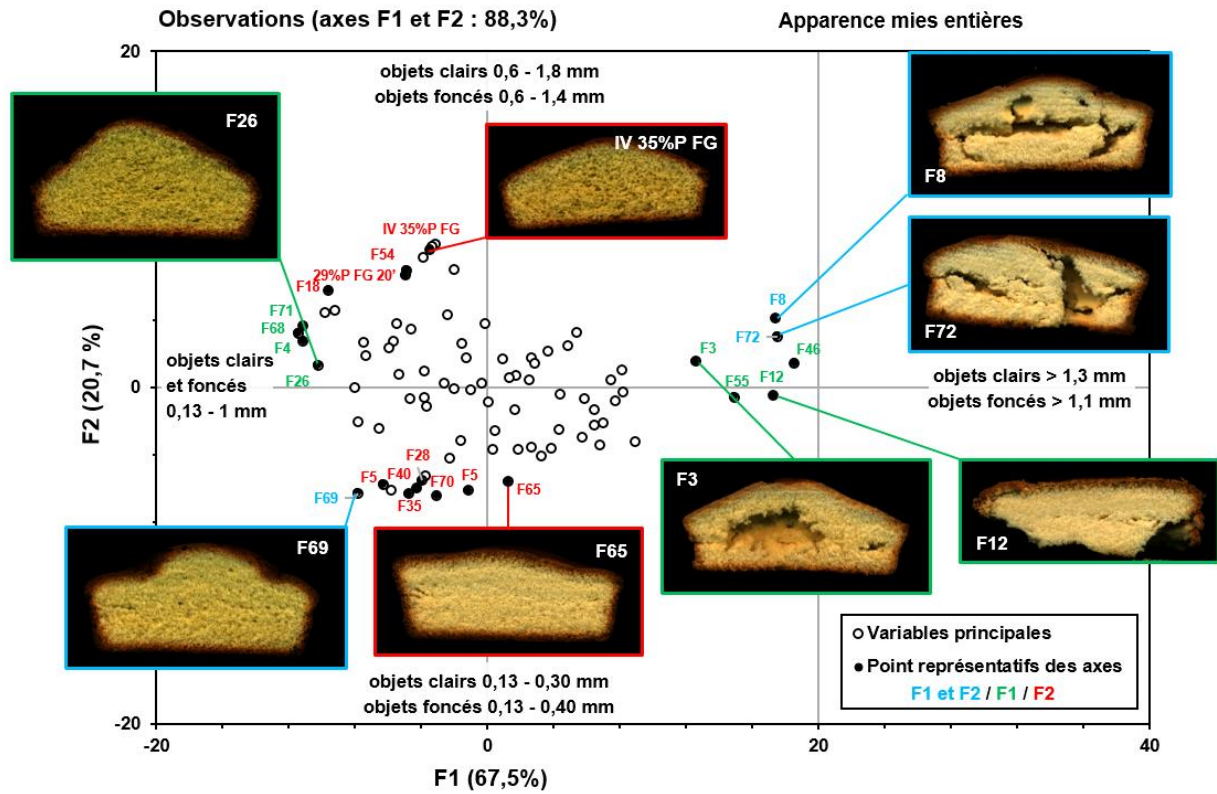 Observations (axes F1 et F2 : 88,3%)
Apparence mies entières
20
objets clairs 0,6 - 1,8 mm
objets foncés 0,6 - 1,4 mm
F26
IV 35%P FG
F8
F72
IV 35%P FG
F54
29%P FG 20'
F18
F71
F68
F4
F26
objets clairs
et foncés
0,13 - 1 mm
F8
F72
F46
F3
F55
F12
objets clairs > 1,3 mm
objets foncés > 1,1 mm
F2 (20,7 %)
0
F28
F5
F40
F70
F5
F69
F35
F65
F69
F65
F3
F12
objets clairs 0,13 - 0,30 mm
objets foncés 0,13 - 0,40 mm
Variables principales
Point représentifs des axes
F1 et F2 / F1 / F2
-20
-20
0
20
40
F1 (67,5%)